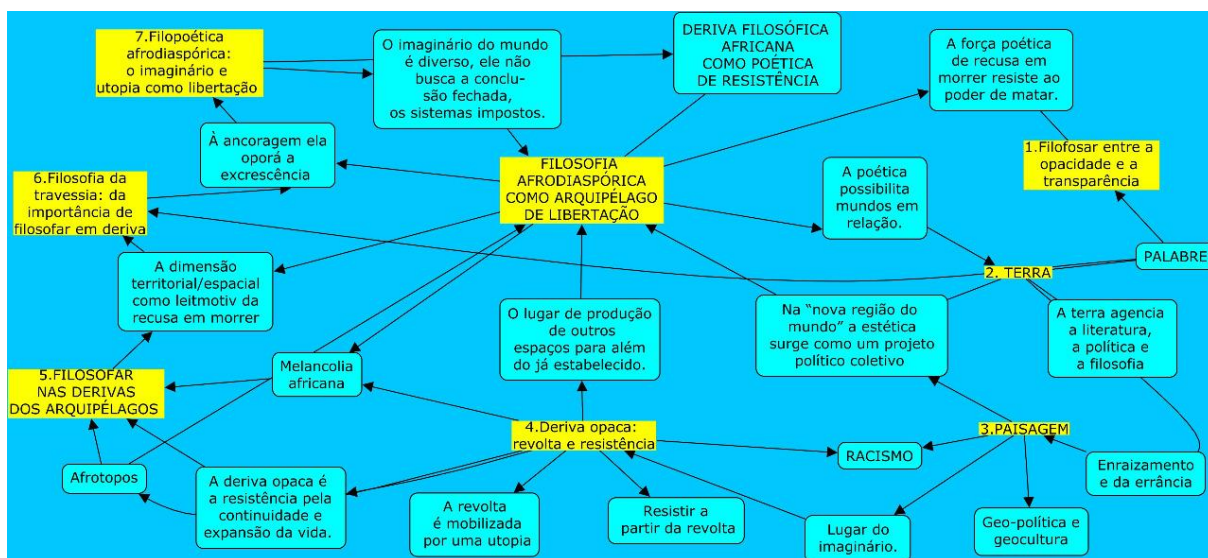 7.Filopoética
afrodiaspórica:
o imaginário e
utopia como libertação
O imaginário do mundo
é diverso, ele não
busca a conclu-
são fechada,
os sistemas impostos.
DERIVA FILOSÓFICA
AFRICANA
COMO POÉTICA
DE RESISTÊNCIA
A força poética
de recusa em
morrer resiste ao
poder de matar.
À ancoragem ela
oporá a
excrescência
1.Filofosar entre a
opacidade e a
transparência
6.Filosofia da
travessia: da
importância de
filosofar em deriva
FILOSOFIA
AFRODIASPÓRICA
COMO ARQUIPÉLAGO
DE LIBERTAÇÃO
A poética
possibilita
mundos em
relação.
PALABRE
2. TERRA
A dimensão
territorial/espacial
como leitmotiv da
recusa em morrer
O lugar de produção
de outros
espaços para além
do já estabelecido.
Na “nova região do
mundo” a estética
surge como um projeto
político coletivo
A terra agencia
a literatura,
a política e
a filosofia
Melancolia
africana
5.FILOSOFAR
NAS DERIVAS
DOS ARQUIPÉLAGOS
4.Deriva opaca:
revolta e resistência
3.PAISAGEM
RACISMO
Afrotopos
A deriva opaca é
a resistência pela
continuidade e
expansão da vida.
Enraizamento
e da errância
A revolta
é mobilizada
por uma utopia
Resistir a
partir da revolta
Lugar do
imaginário.
Geo-política e
geocultura